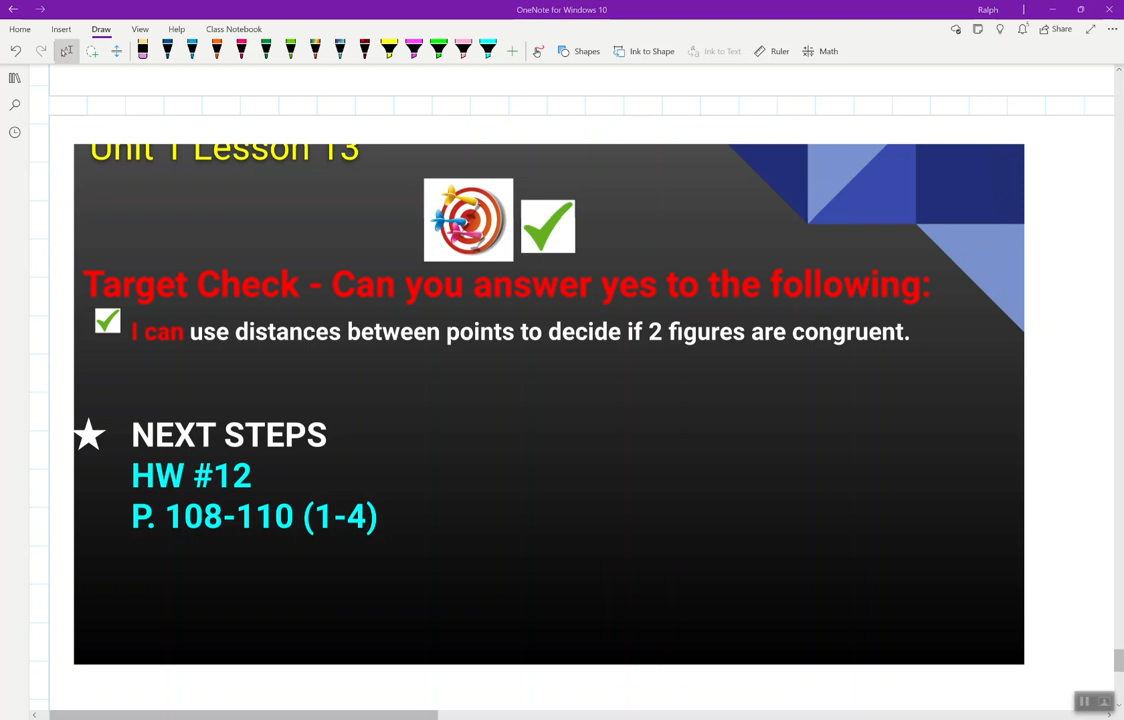 OneNote for Windows 10
Ralph
Home
Insert
Draw
View
Help
Class Notebook
Share
Shapes
Ink to Shape
Ink to Text
Ruler
Math
Unit 1 Lesson 13
Target Check - Can you answer yes to the following:
I can use distances between points to decide if 2 figures are congruent.
NEXT STEPS
HW #12
P. 108-110 (1-4)